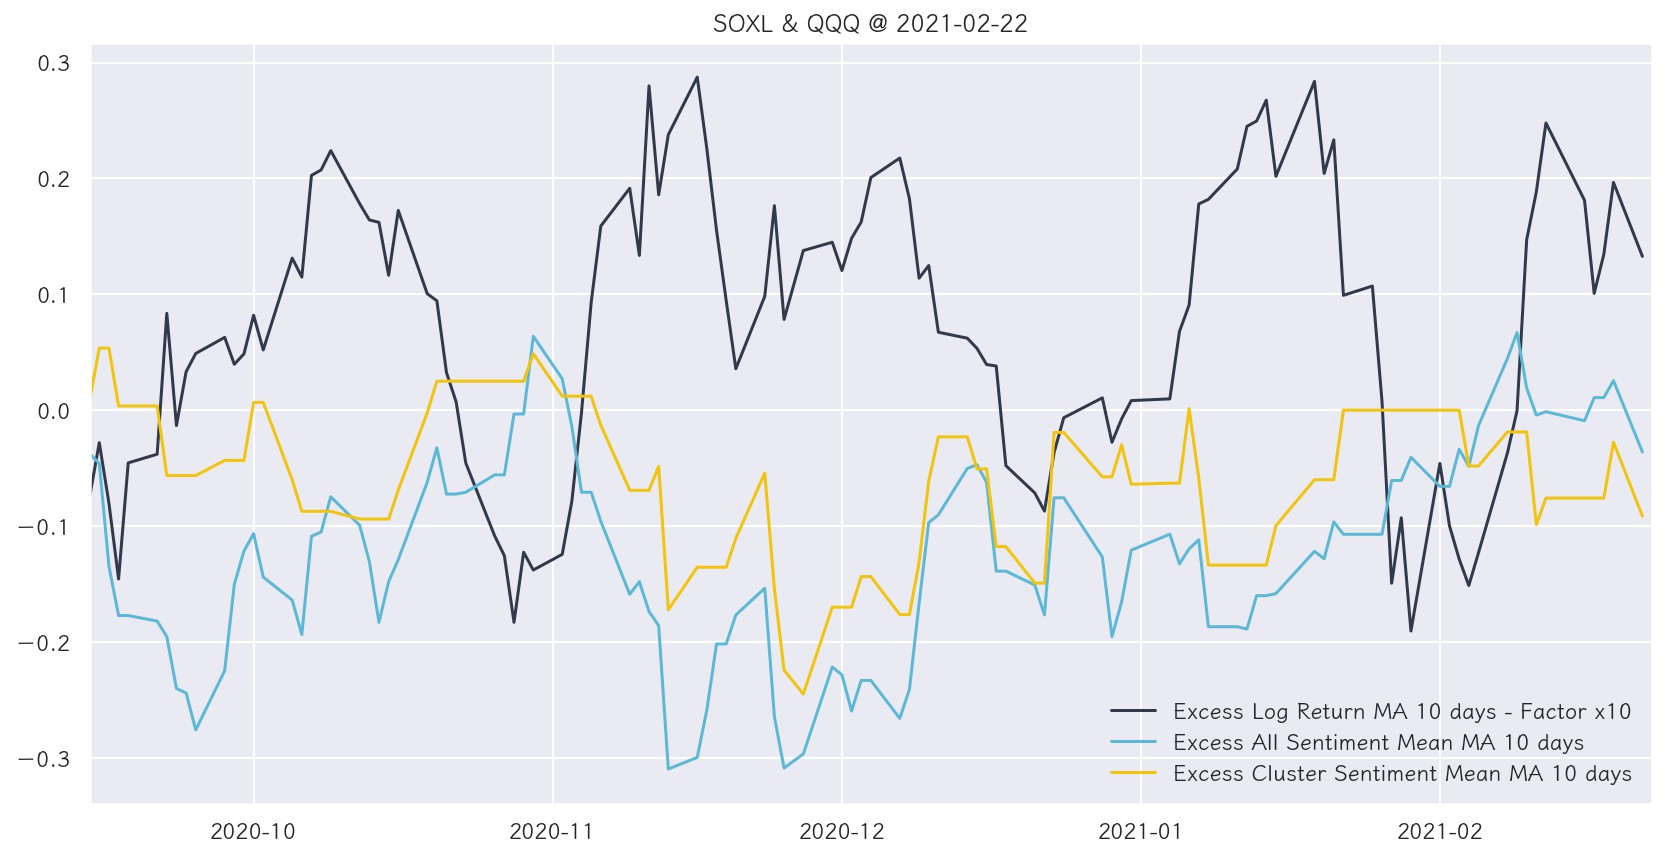 SOXL & QQQ @ 2021-02-22
0.3
0.2
0.1
0.0
−0.1
−0.2
−0.3
Excess Log Return MA 10 days - Factor x10
Excess All Sentiment Mean MA 10 days
Excess Cluster Sentiment Mean MA 10 days
2020-10 2020-11 2020-12 2021-01 2021-02